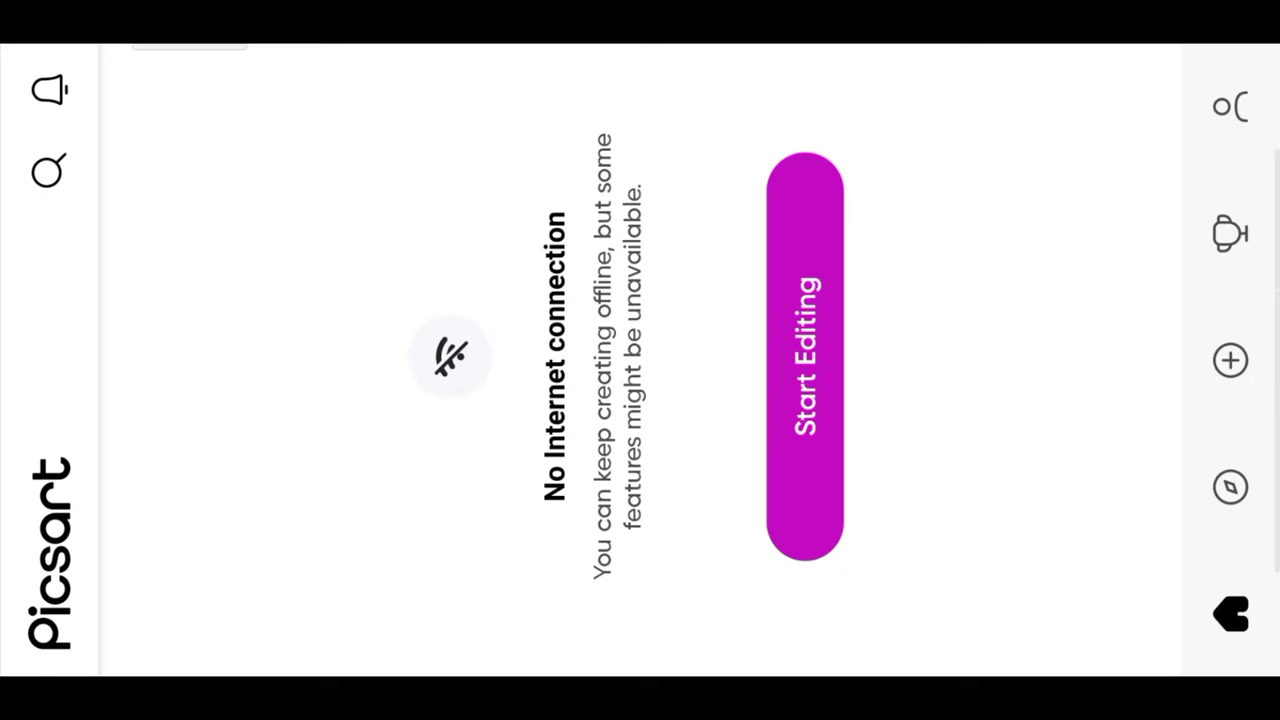 Picsart
No Internet connection
You can keep creating offline, but some
features might be unavailable.
Start Editing